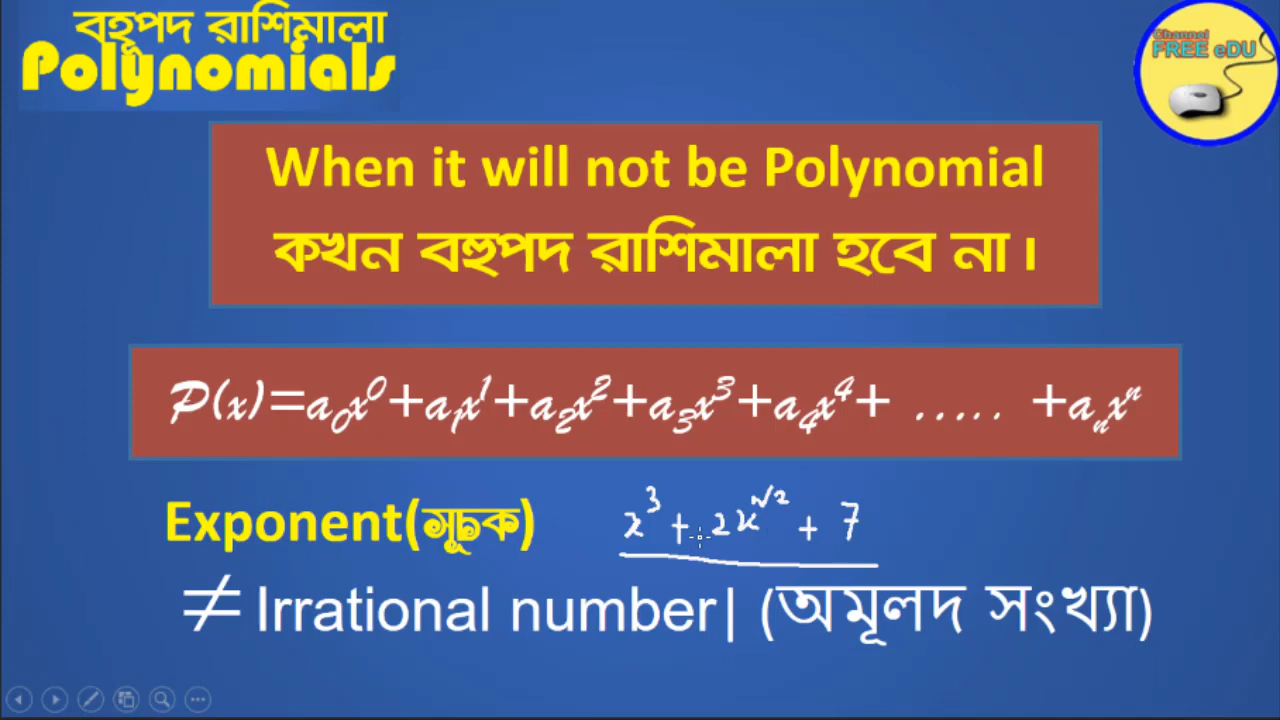 বহুপদ রাশিমালা
Polynomials
Channel
FREE eDU
When it will not be Polynomial
কখন বহুপদ রাশিমালা হবে না।
P(x)=a₀x⁰+a₁x¹+a₂x²+a₃x³+a₄x⁴+ ..... +aₙxⁿ
Exponent(সূচক) x³ + 2x^√2 + 7
≠ Irrational number| (অমূলদ সংখ্যা)